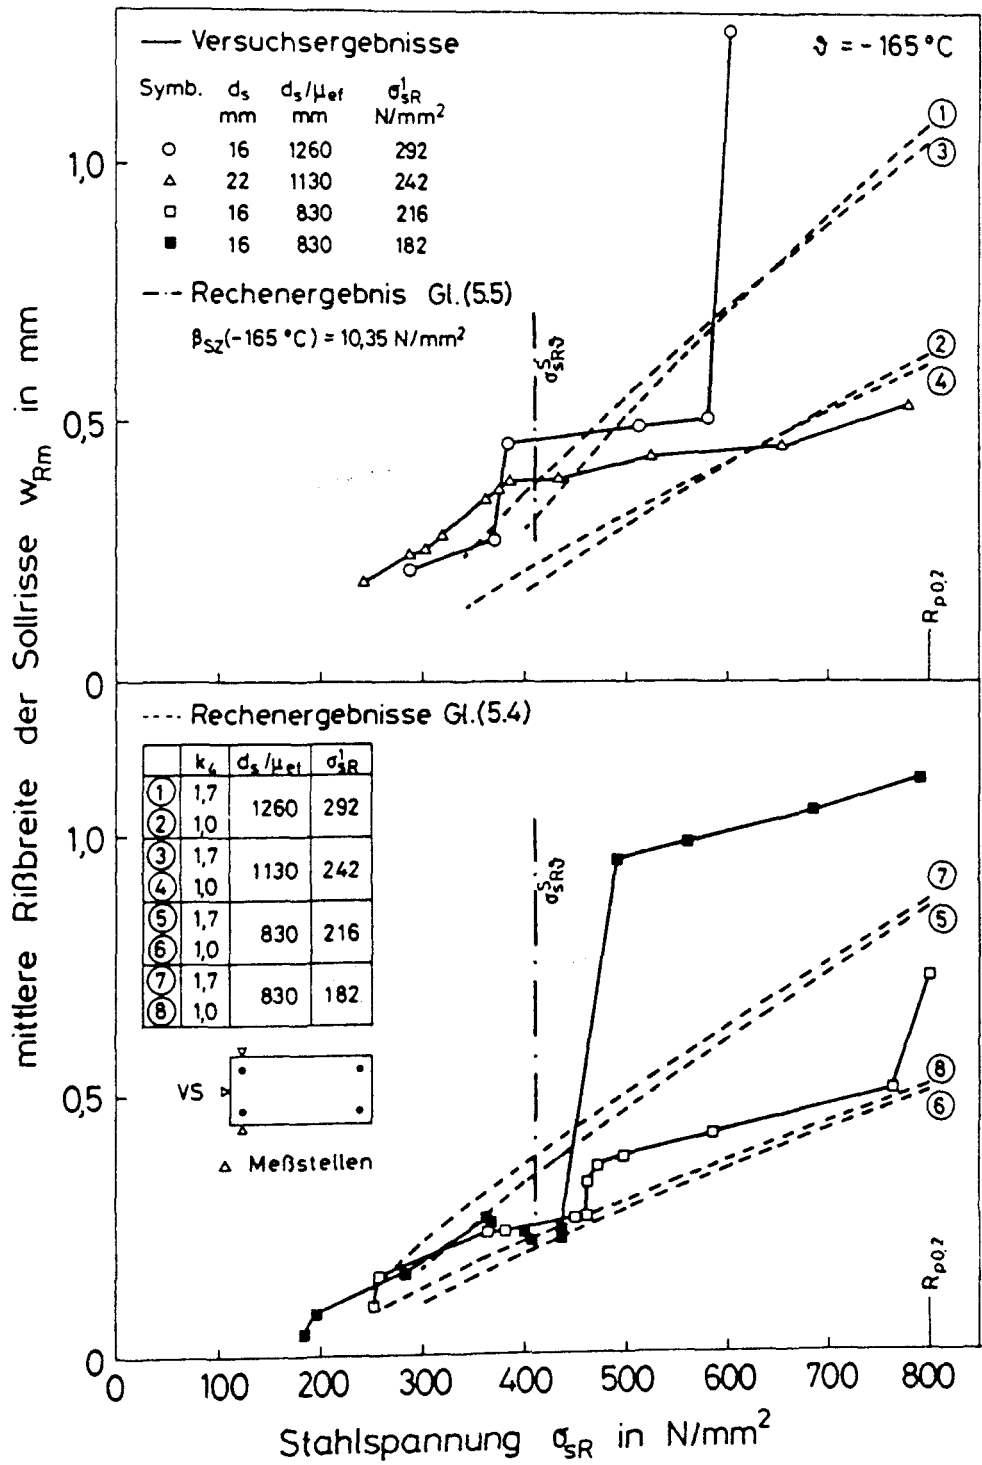 Versuchsergebnisse
ϑ = -165 °C
Symb. d_s d_s/μ_ef σ^1_sR
mm mm N/mm²
○ 16 1260 292
△ 22 1130 242
□ 16 830 216
■ 16 830 182
Rechenergebnis Gl.(5.5)
β_SZ(-165 °C) = 10,35 N/mm²
σ^S_sRϑ
1
3
2
4
R_p0,2
1,0
0,5
0
mittlere Rißbreite der Sollrisse w_Rm in mm
Rechenergebnisse Gl.(5.4)
k_4 d_s/μ_ef σ^1_sR
1 1,7 1260 292
2 1,0
3 1,7 1130 242
4 1,0
5 1,7 830 216
6 1,0
7 1,7 830 182
8 1,0
VS
△ Meßstellen
σ^S_sRϑ
7
5
8
6
R_p0,2
1,0
0,5
0
0 100 200 300 400 500 600 700 800
Stahlspannung σ_sR in N/mm²